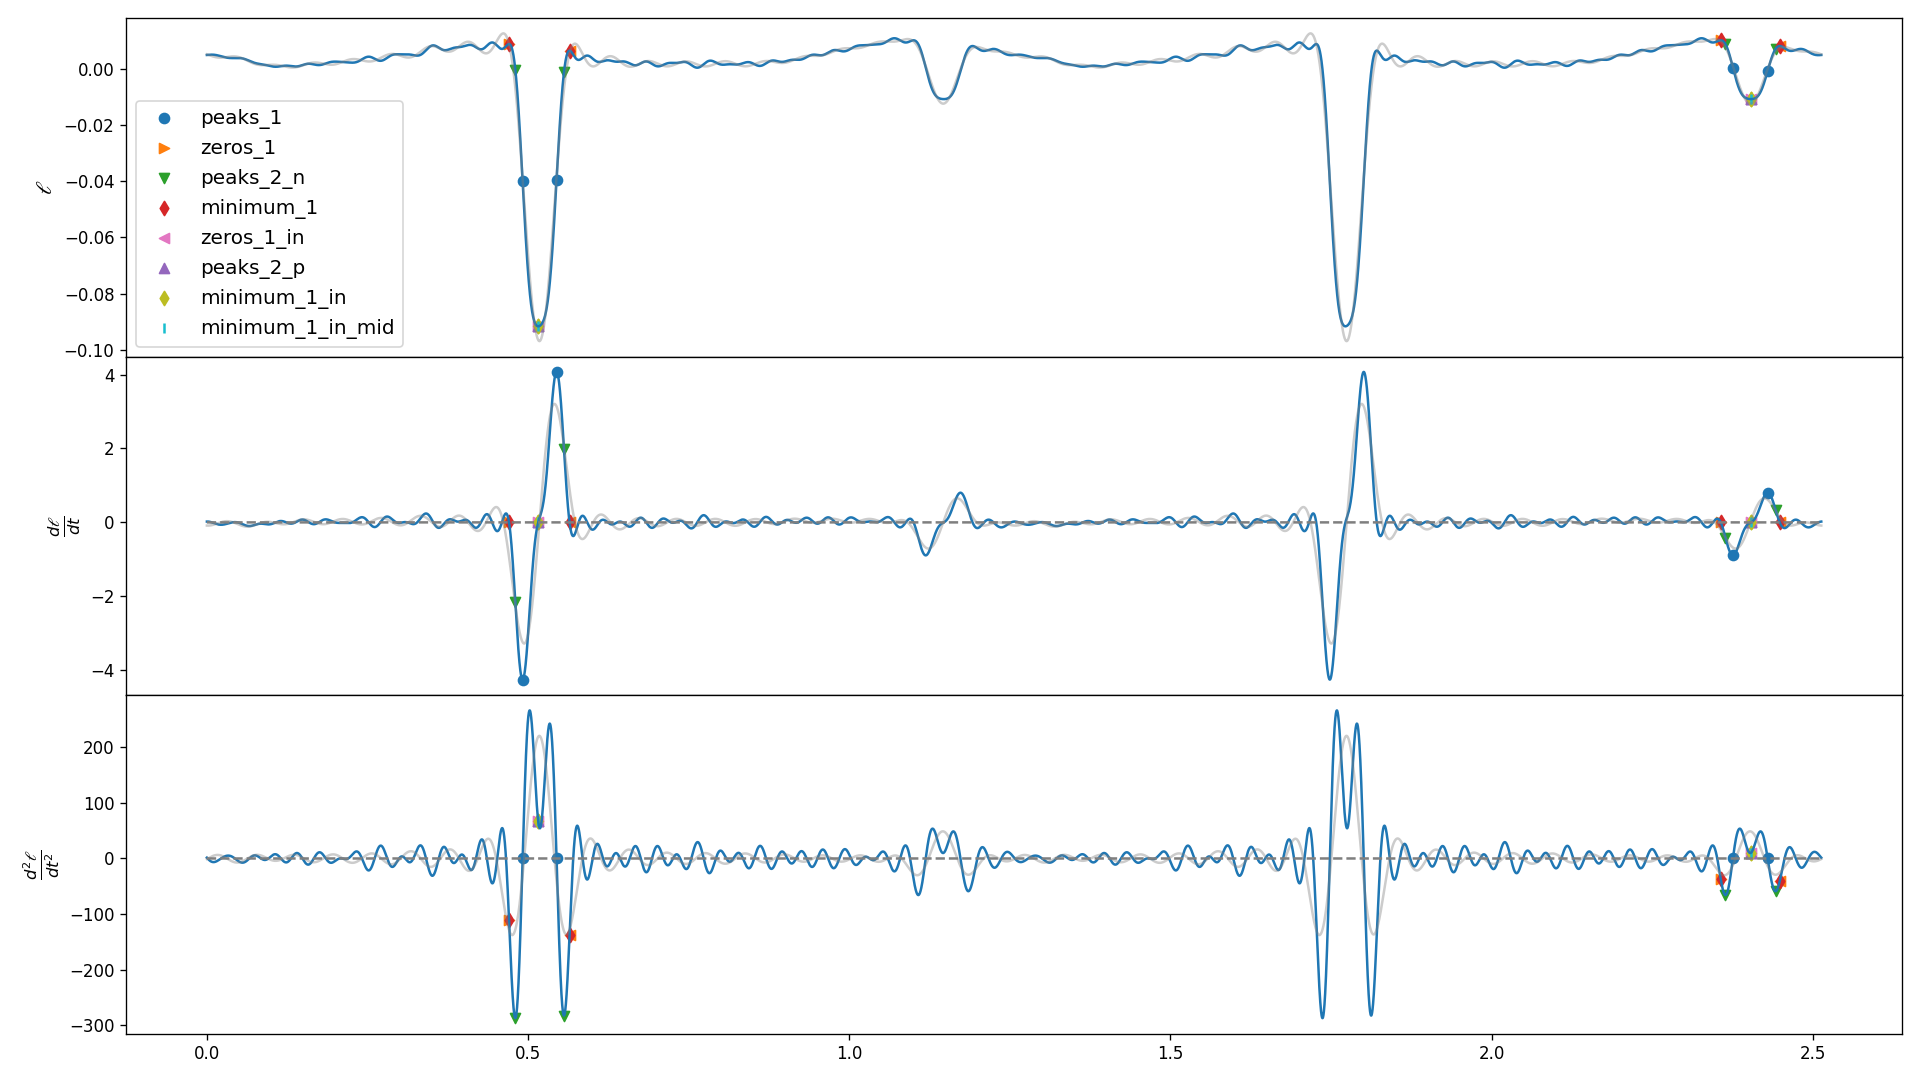 0.00
−0.02
−0.04
−0.06
−0.08
−0.10
ℓ
peaks_1
zeros_1
peaks_2_n
minimum_1
zeros_1_in
peaks_2_p
minimum_1_in
minimum_1_in_mid
4
2
0
−2
−4
dℓ
dt
200
100
0
−100
−200
−300
d²ℓ
dt²
0.0 0.5 1.0 1.5 2.0 2.5